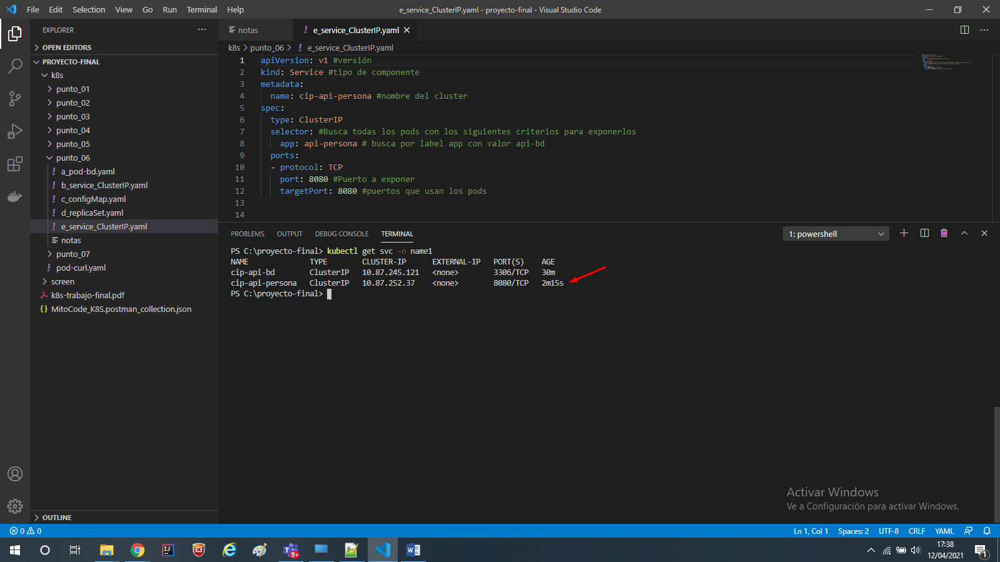 File Edit Selection View Go Run Terminal Help
e_service_ClusterIP.yaml - proyecto-final - Visual Studio Code
EXPLORER
OPEN EDITORS
PROYECTO-FINAL
k8s
punto_01
punto_02
punto_03
punto_04
punto_05
punto_06
a_pod-bd.yaml
b_service_ClusterIP.yaml
c_configMap.yaml
d_replicaSet.yaml
e_service_ClusterIP.yaml
notas
punto_07
pod-curl.yaml
screen
k8s-trabajo-final.pdf
MitoCode_K8S.postman_collection.json
OUTLINE
notas
e_service_ClusterIP.yaml
k8s > punto_06 > e_service_ClusterIP.yaml
1 apiVersion: v1 #versión
2 kind: Service #tipo de componente
3 metadata:
4 name: cip-api-persona #nombre del cluster
5 spec:
6 type: ClusterIP
7 selector: #Busca todas los pods con los siguientes criterios para exponerlos
8 app: api-persona # busca por label app con valor api-bd
9 ports:
10 - protocol: TCP
11 port: 8080 #Puerto a exponer
12 targetPort: 8080 #puertos que usan los pods
13
14
PROBLEMS OUTPUT DEBUG CONSOLE TERMINAL
1: powershell
PS C:\proyecto-final> kubectl get svc -n name1
NAME TYPE CLUSTER-IP EXTERNAL-IP PORT(S) AGE
cip-api-bd ClusterIP 10.87.245.121 <none> 3306/TCP 30m
cip-api-persona ClusterIP 10.87.252.37 <none> 8080/TCP 2m15s
PS C:\proyecto-final>
Activar Windows
Ve a Configuración para activar Windows.
0 0
Ln 1, Col 1 Spaces: 2 UTF-8 CRLF YAML
9+
17:38
12/04/2021
1